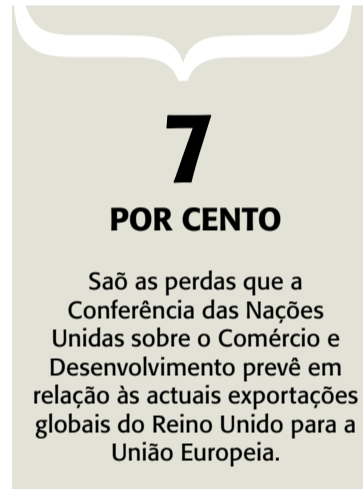 7
POR CENTO
Saõ as perdas que a
Conferência das Nações
Unidas sobre o Comércio e
Desenvolvimento prevê em
relação às actuais exportações
globais do Reino Unido para a
União Europeia.